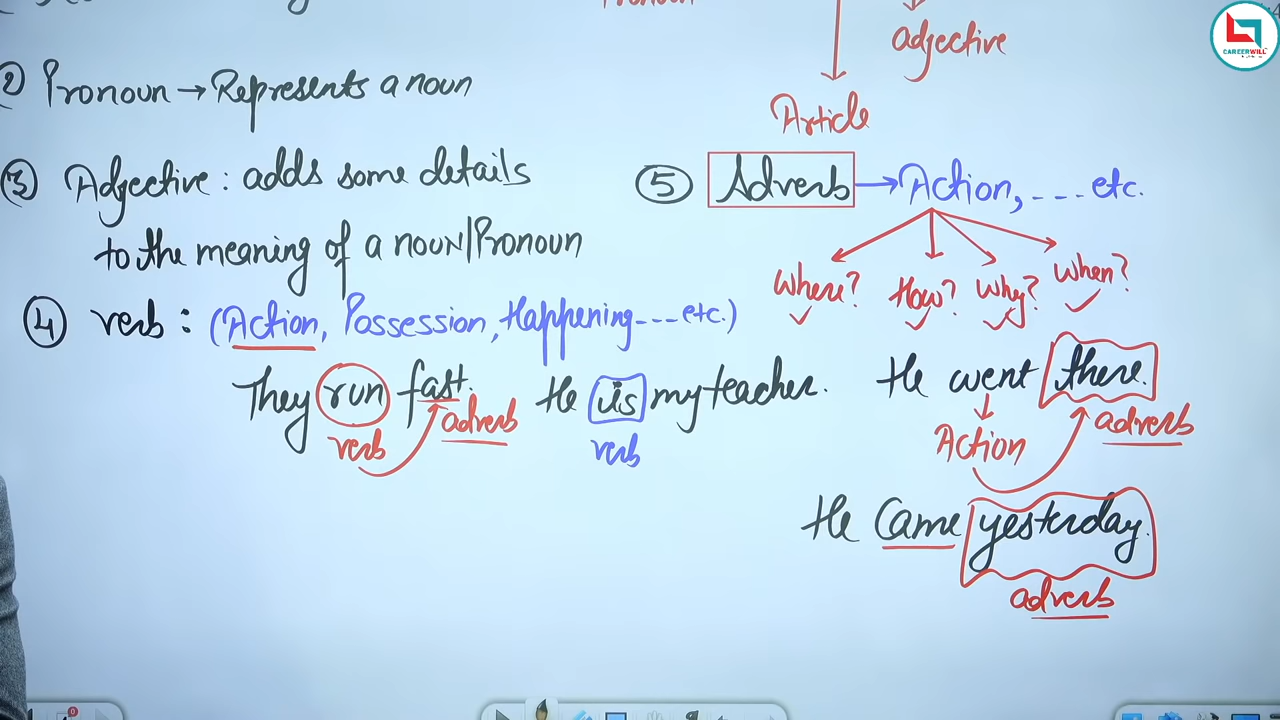 Pronoun
adjective
Article
② Pronoun → Represents a noun
③ Adjective : adds some details
to the meaning of a noun/Pronoun
④ verb : (Action, Possession, Happening---etc.)
They run fast.
verb
adverb
He is my teacher.
verb
⑤ Adverb → Action, ---etc.
Where? How? Why? When?
He went there.
Action
adverb
He Came yesterday.
adverb
CAREERWILL